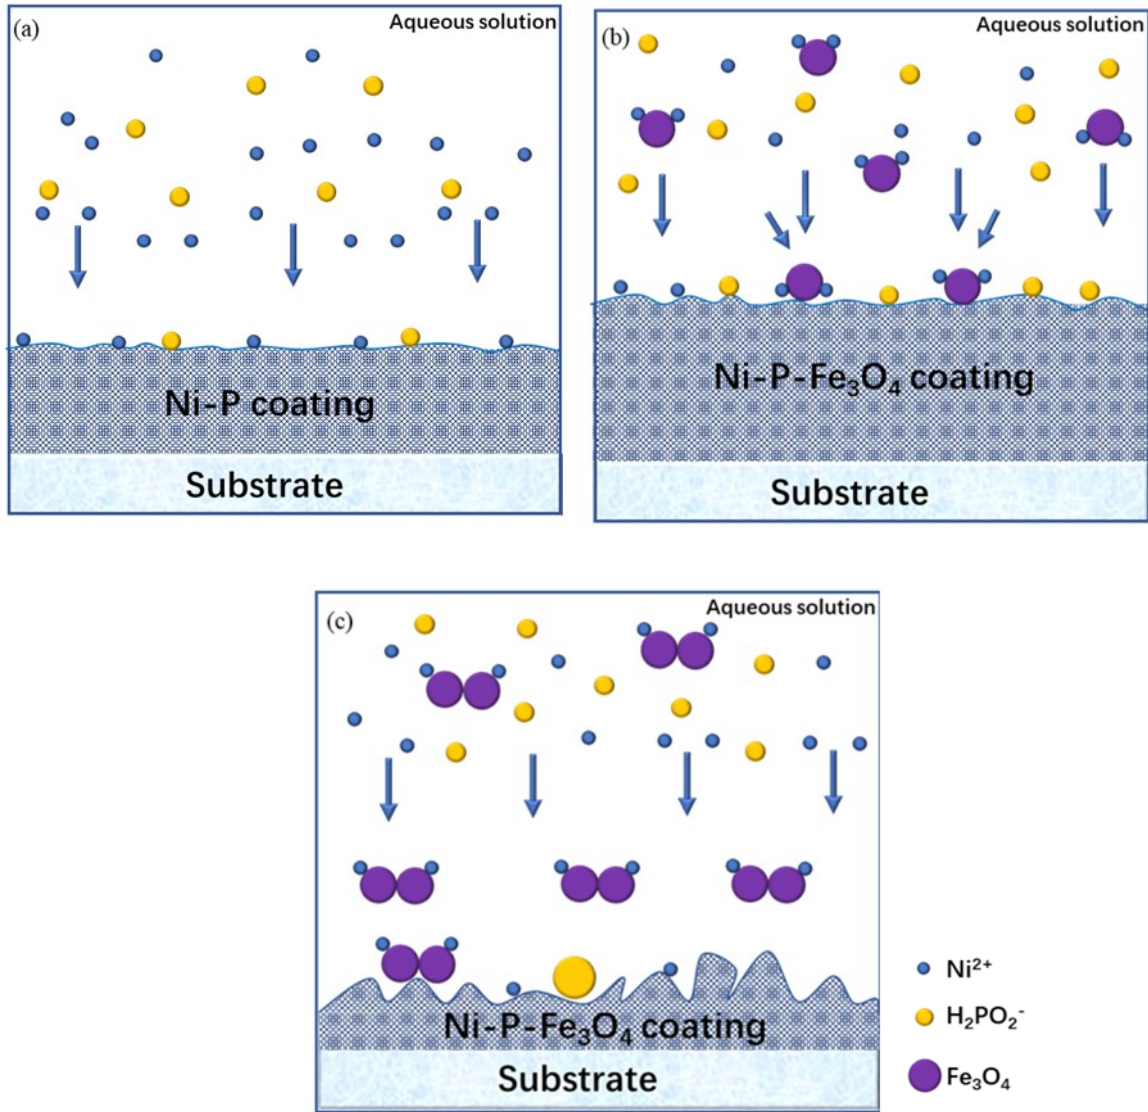 (a)
Aqueous solution
Ni-P coating
Substrate
(b)
Aqueous solution
Ni-P-Fe₃O₄ coating
Substrate
(c)
Aqueous solution
Ni-P-Fe₃O₄ coating
Substrate
Ni²⁺
H₂PO₂⁻
Fe₃O₄